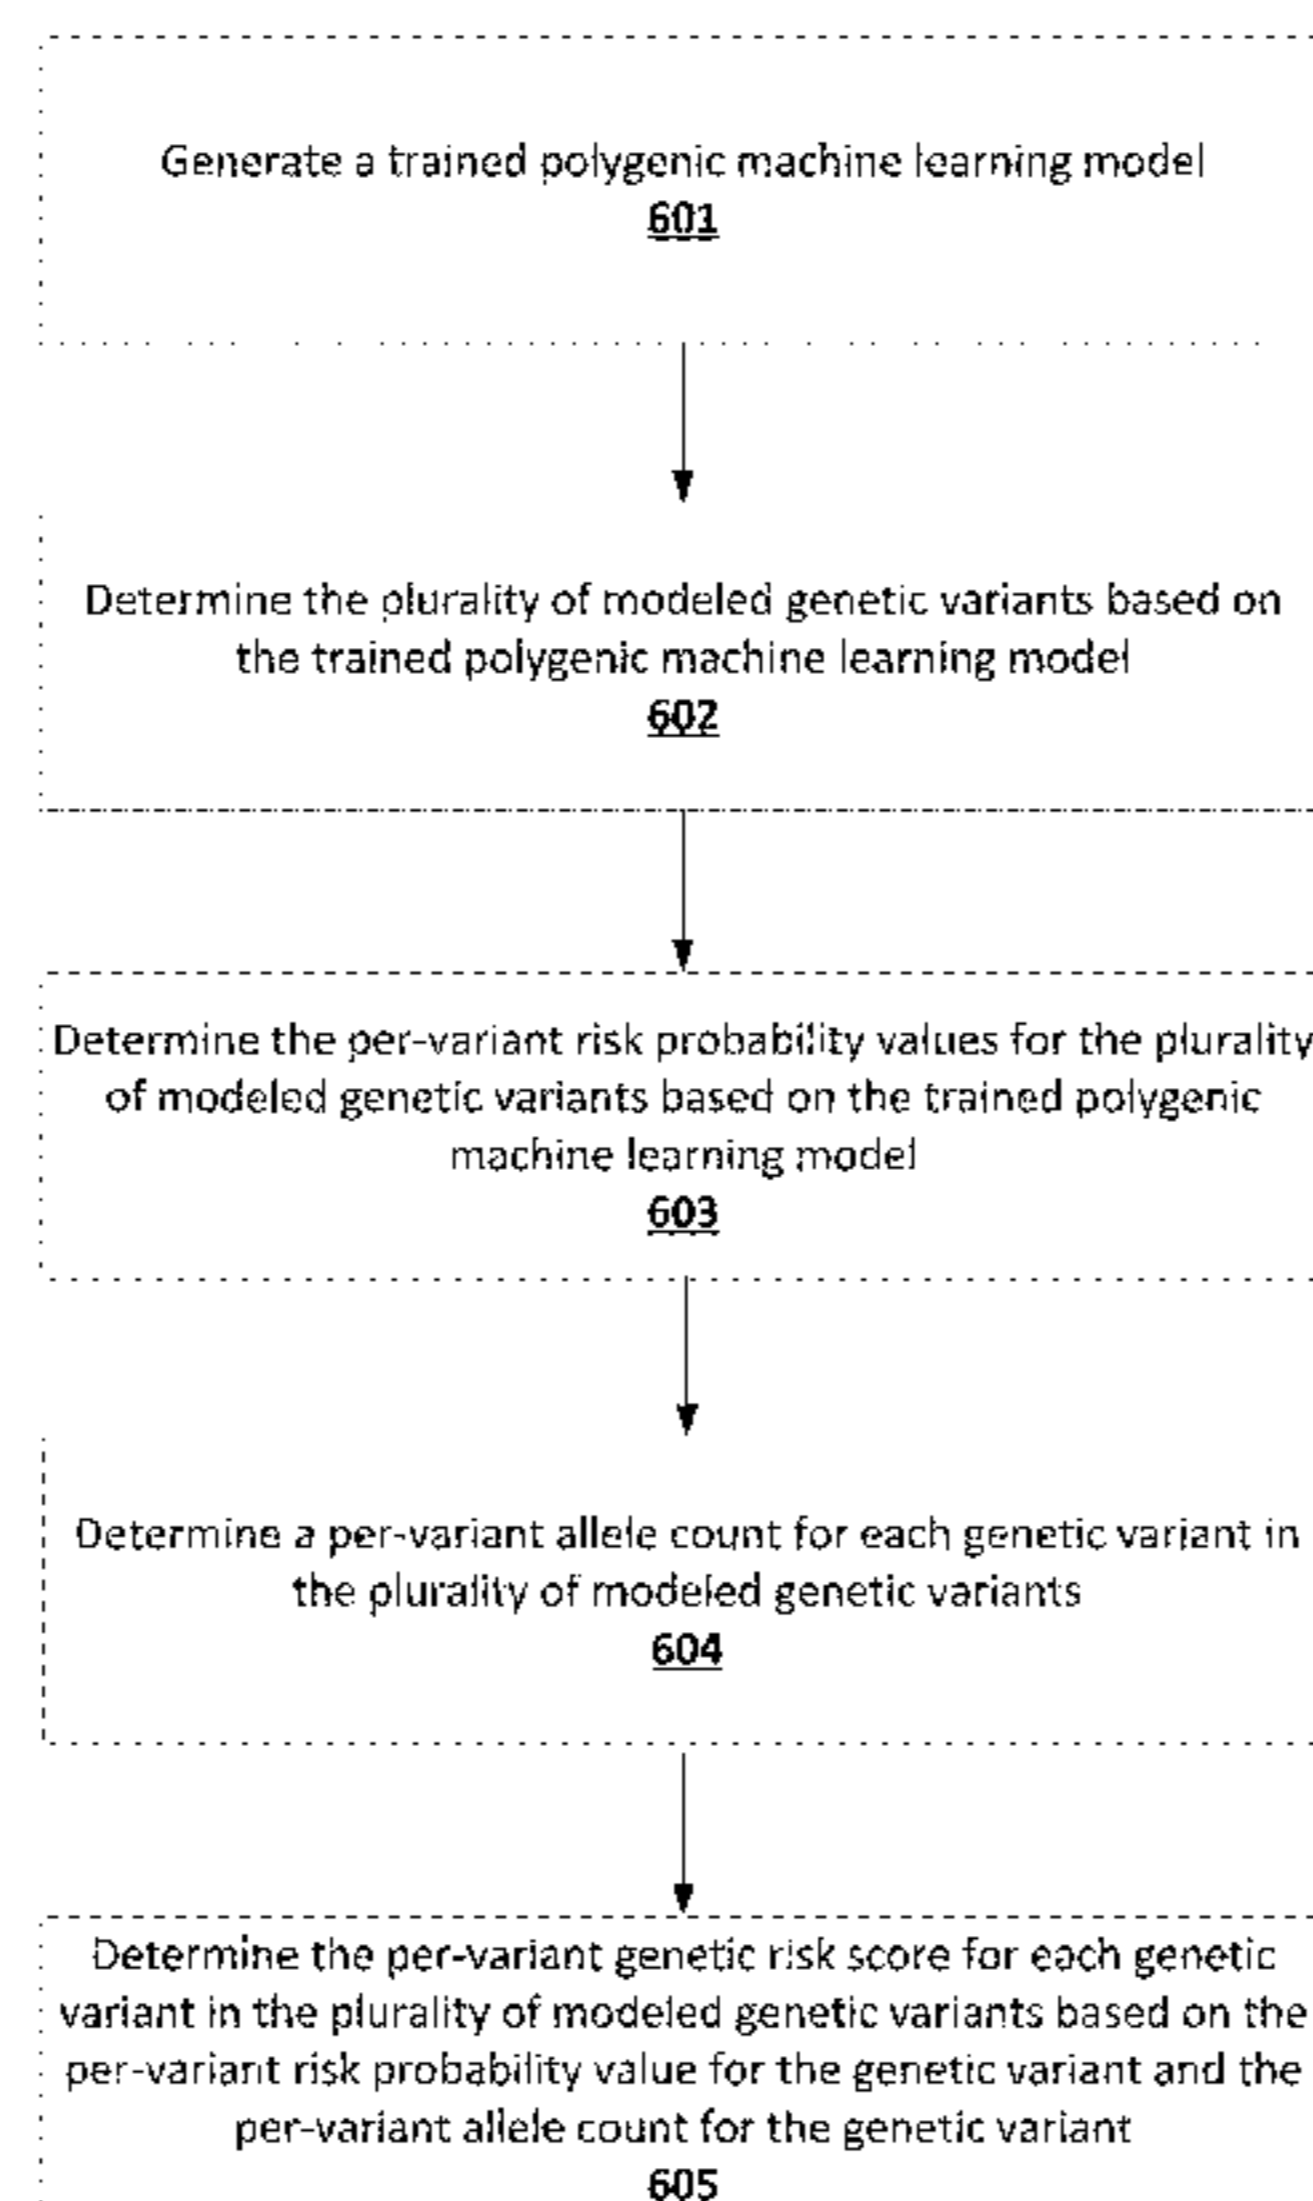 Generate a trained polygenic machine learning model
601
Determine the plurality of modeled genetic variants based on
the trained polygenic machine learning model
602
Determine the per-variant risk probability values for the plurality
of modeled genetic variants based on the trained polygenic
machine learning model
603
Determine a per-variant allele count for each genetic variant in
the plurality of modeled genetic variants
604
Determine the per-variant genetic risk score for each genetic
variant in the plurality of modeled genetic variants based on the
per-variant risk probability value for the genetic variant and the
per-variant allele count for the genetic variant
605